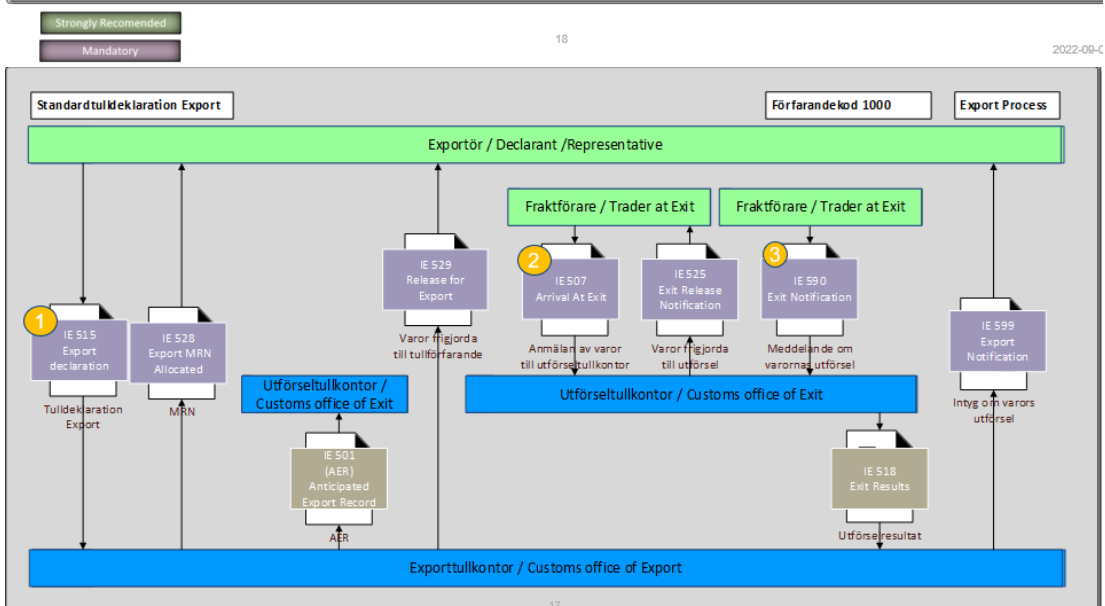 Strongly Recomended
Mandatory
18
2022-09-0
Standardtulldeklaration Export
Förfarandekod 1000
Export Process
Exportör / Declarant /Representative
Fraktförare / Trader at Exit
Fraktförare / Trader at Exit
1
IE 515
Export
declaration
Tulldeklaration
Export
IE 528
Export MRN
Allocated
MRN
IE 529
Release for
Export
Varor frigjorda
till tullförfarande
2
IE 507
Arrival At Exit
Anmälan av varor
till utförseltullkontor
IE 525
Exit Release
Notification
Varor frigjorda
till utförsel
3
IE 590
Exit Notification
Meddelande om
varornas utförsel
IE 599
Export
Notification
Intyg om varors
utförsel
Utförseltullkontor /
Customs office of Exit
Utförseltullkontor / Customs office of Exit
IE 501
(AER)
Anticipated
Export Record
AER
IE 518
Exit Results
Utförselresultat
Exporttullkontor / Customs office of Export
17